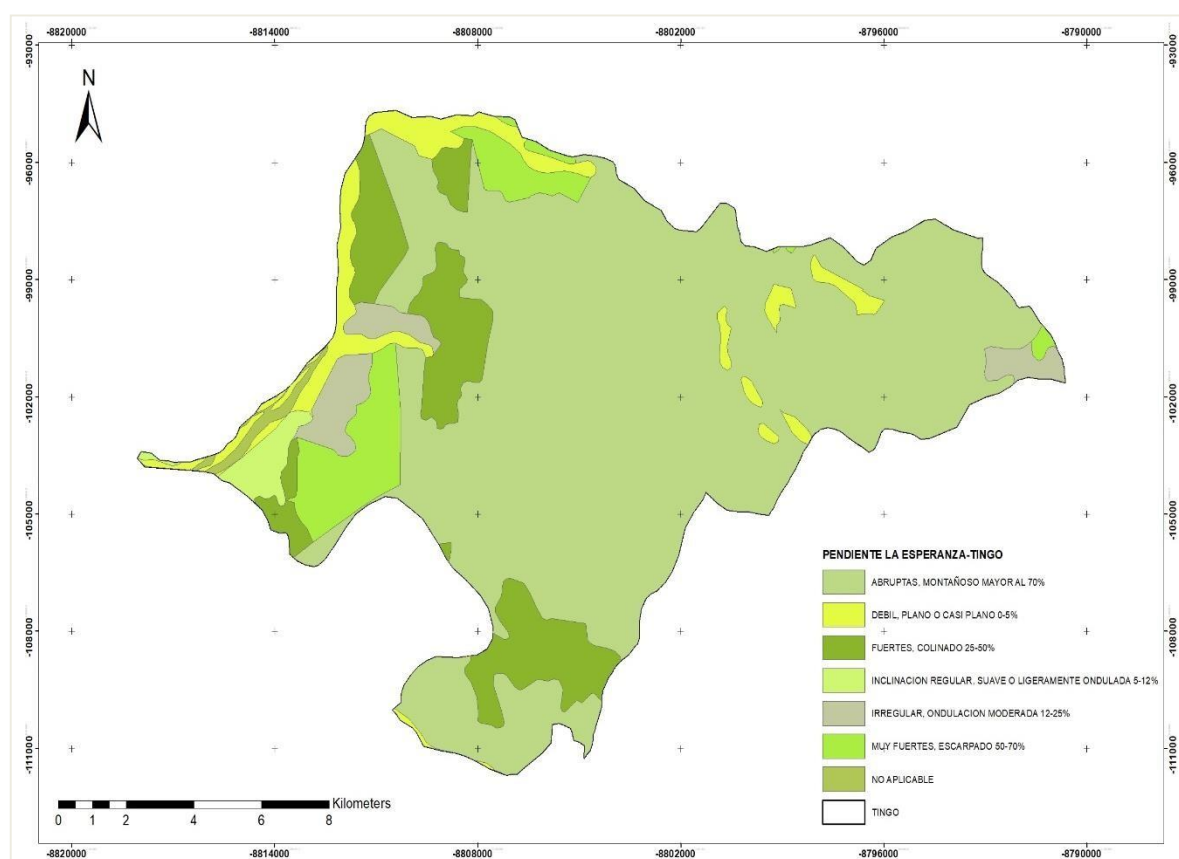 -8820000 -8814000 -8808000 -8802000 -8796000 -8790000
-93000 -93000
N
-96000 -96000
-99000 -99000
-102000 -102000
-105000 -105000
PENDIENTE LA ESPERANZA-TINGO
ABRUPTAS, MONTAÑOSO MAYOR AL 70%
DEBIL, PLANO O CASI PLANO 0-5%
-108000 -108000
FUERTES, COLINADO 25-50%
INCLINACION REGULAR, SUAVE O LIGERAMENTE ONDULADA 5-12%
IRREGULAR, ONDULACION MODERADA 12-25%
MUY FUERTES, ESCARPADO 50-70%
-111000 -111000
NO APLICABLE
TINGO
Kilometers
0 1 2 4 6 8
-8820000 -8814000 -8808000 -8802000 -8796000 -8790000